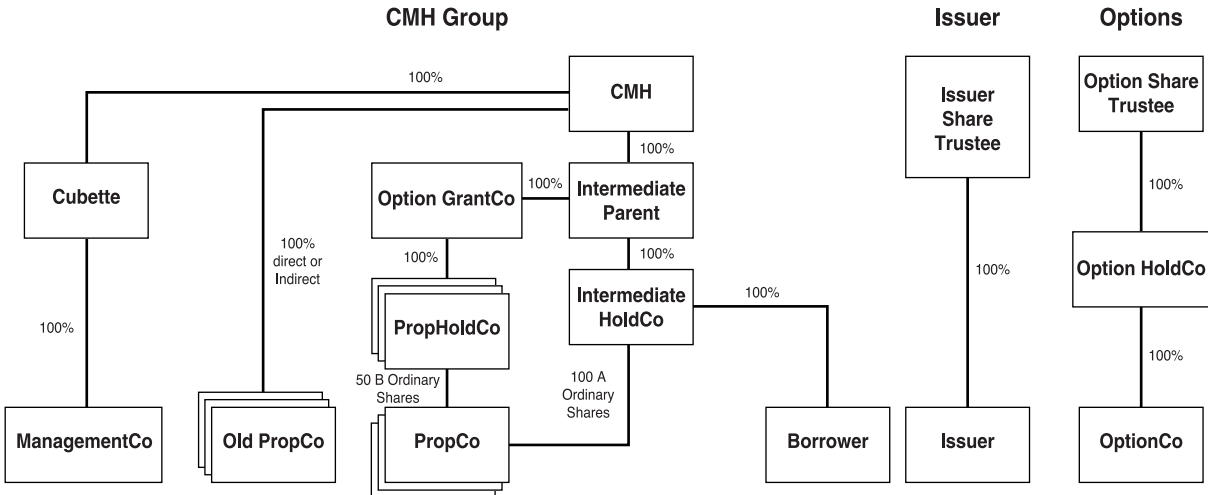 CMH Group
Issuer
Options
100%
CMH
Issuer
Share
Trustee
Option Share
Trustee
100%
Cubette
Option GrantCo
100%
Intermediate
Parent
100%
100%
direct or
Indirect
100%
100%
100%
Option HoldCo
PropHoldCo
Intermediate
HoldCo
100%
100%
50 B Ordinary
Shares
100 A
Ordinary
Shares
100%
ManagementCo
Old PropCo
PropCo
Borrower
Issuer
OptionCo